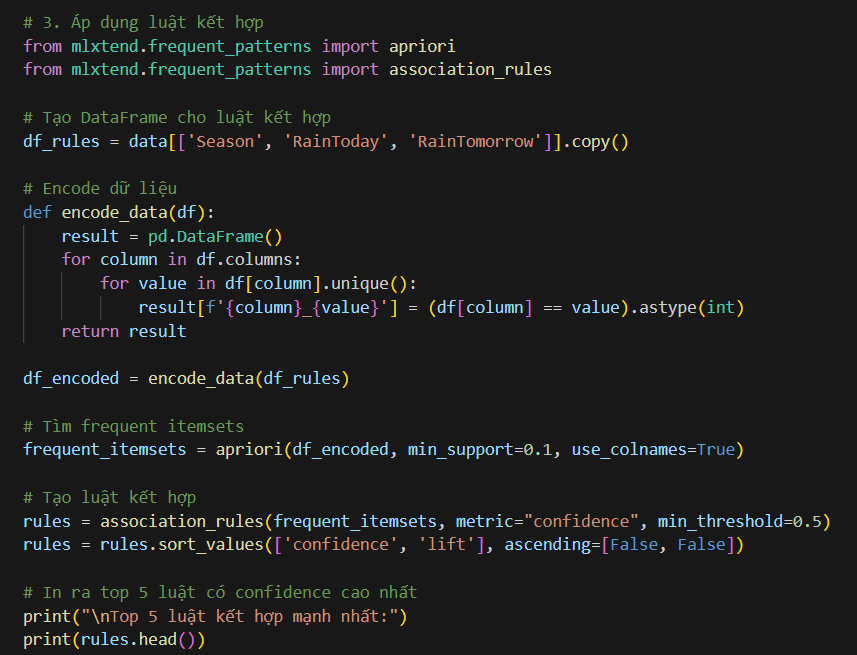 # 3. Áp dụng luật kết hợp
from mlxtend.frequent_patterns import apriori
from mlxtend.frequent_patterns import association_rules

# Tạo DataFrame cho luật kết hợp
df_rules = data[['Season', 'RainToday', 'RainTomorrow']].copy()

# Encode dữ liệu
def encode_data(df):
    result = pd.DataFrame()
    for column in df.columns:
        for value in df[column].unique():
            result[f'{column}_{value}'] = (df[column] == value).astype(int)
    return result

df_encoded = encode_data(df_rules)

# Tìm frequent itemsets
frequent_itemsets = apriori(df_encoded, min_support=0.1, use_colnames=True)

# Tạo luật kết hợp
rules = association_rules(frequent_itemsets, metric="confidence", min_threshold=0.5)
rules = rules.sort_values(['confidence', 'lift'], ascending=[False, False])

# In ra top 5 luật có confidence cao nhất
print("\nTop 5 luật kết hợp mạnh nhất:")
print(rules.head())